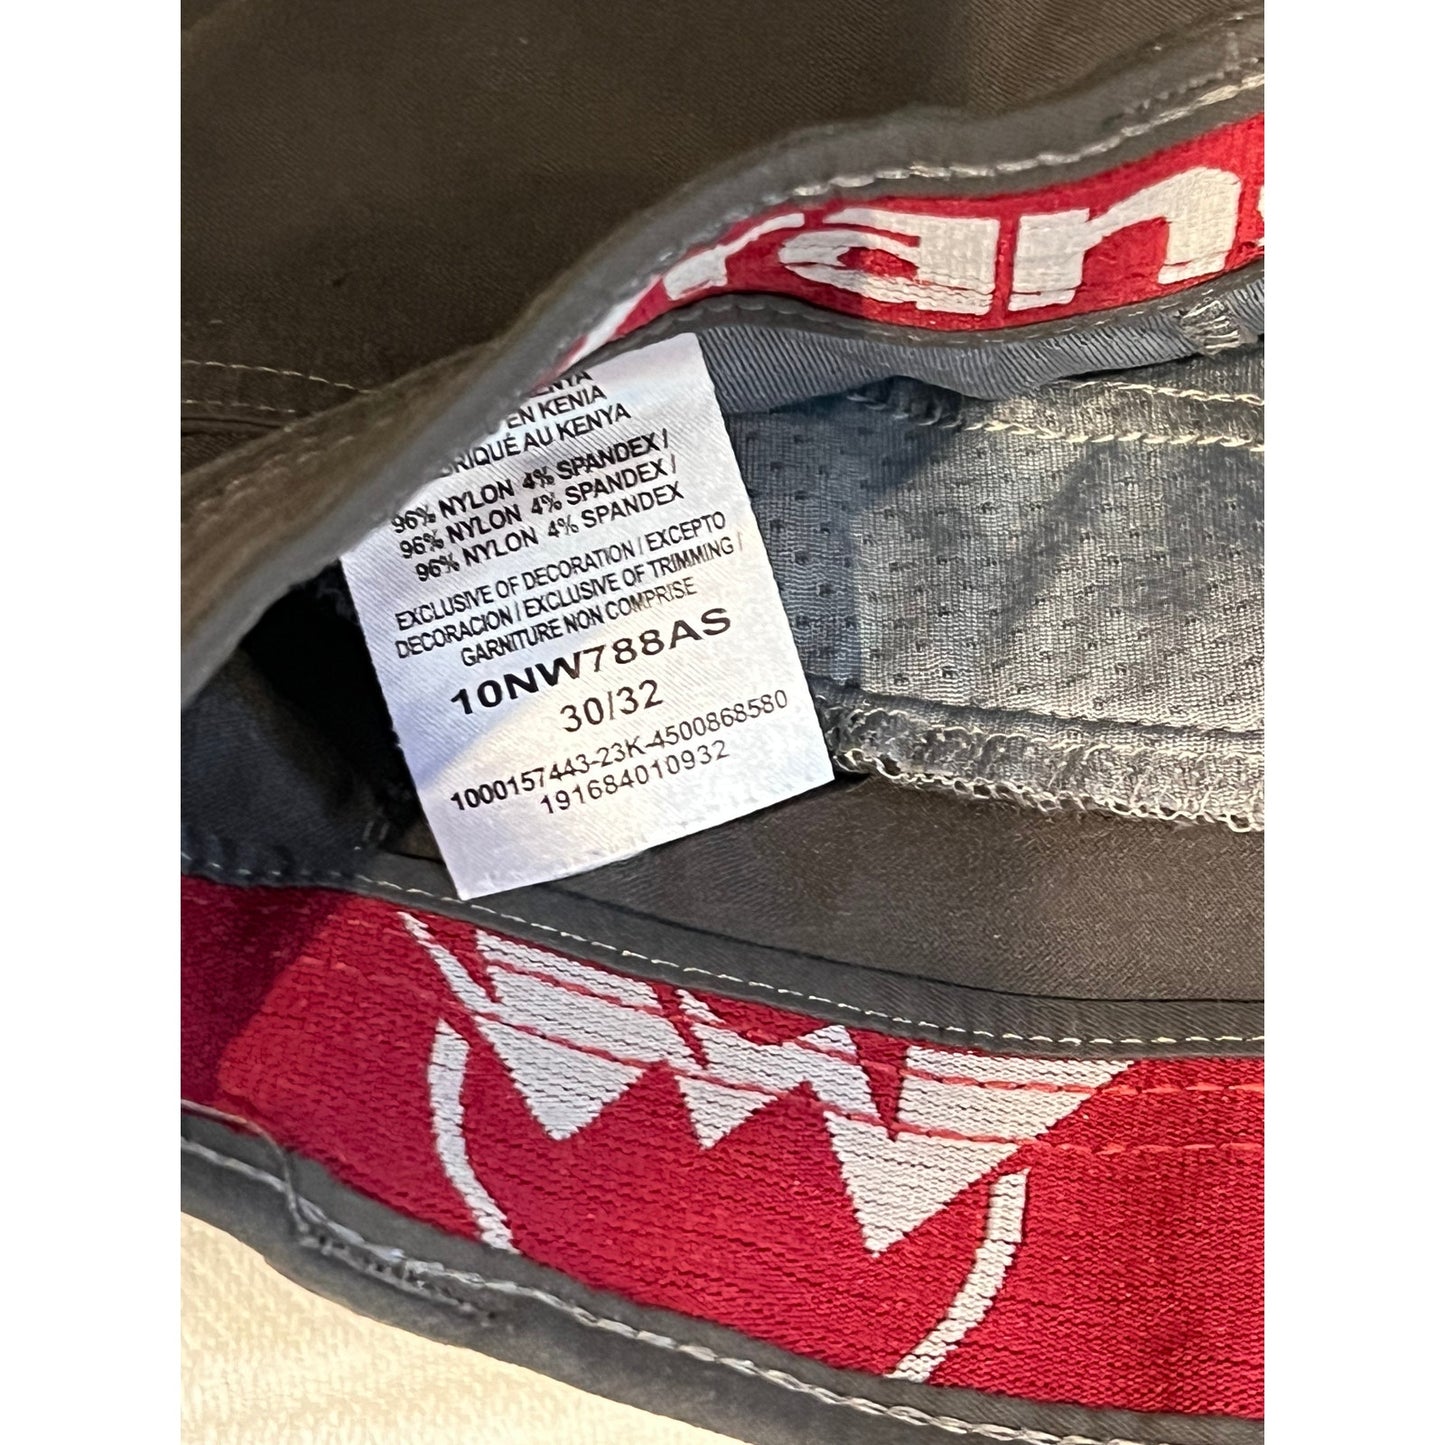 ran
KENYA
EN KENIA
RIQUÉ AU KENYA
96% NYLON 4% SPANDEX /
96% NYLON 4% SPANDEX /
96% NYLON 4% SPANDEX
EXCLUSIVE OF DECORATION / EXCEPTO
DECORACION / EXCLUSIVE OF TRIMMING /
GARNITURE NON COMPRISE
10NW788AS
30/32
1000157443-23K-4500868580
191684010932